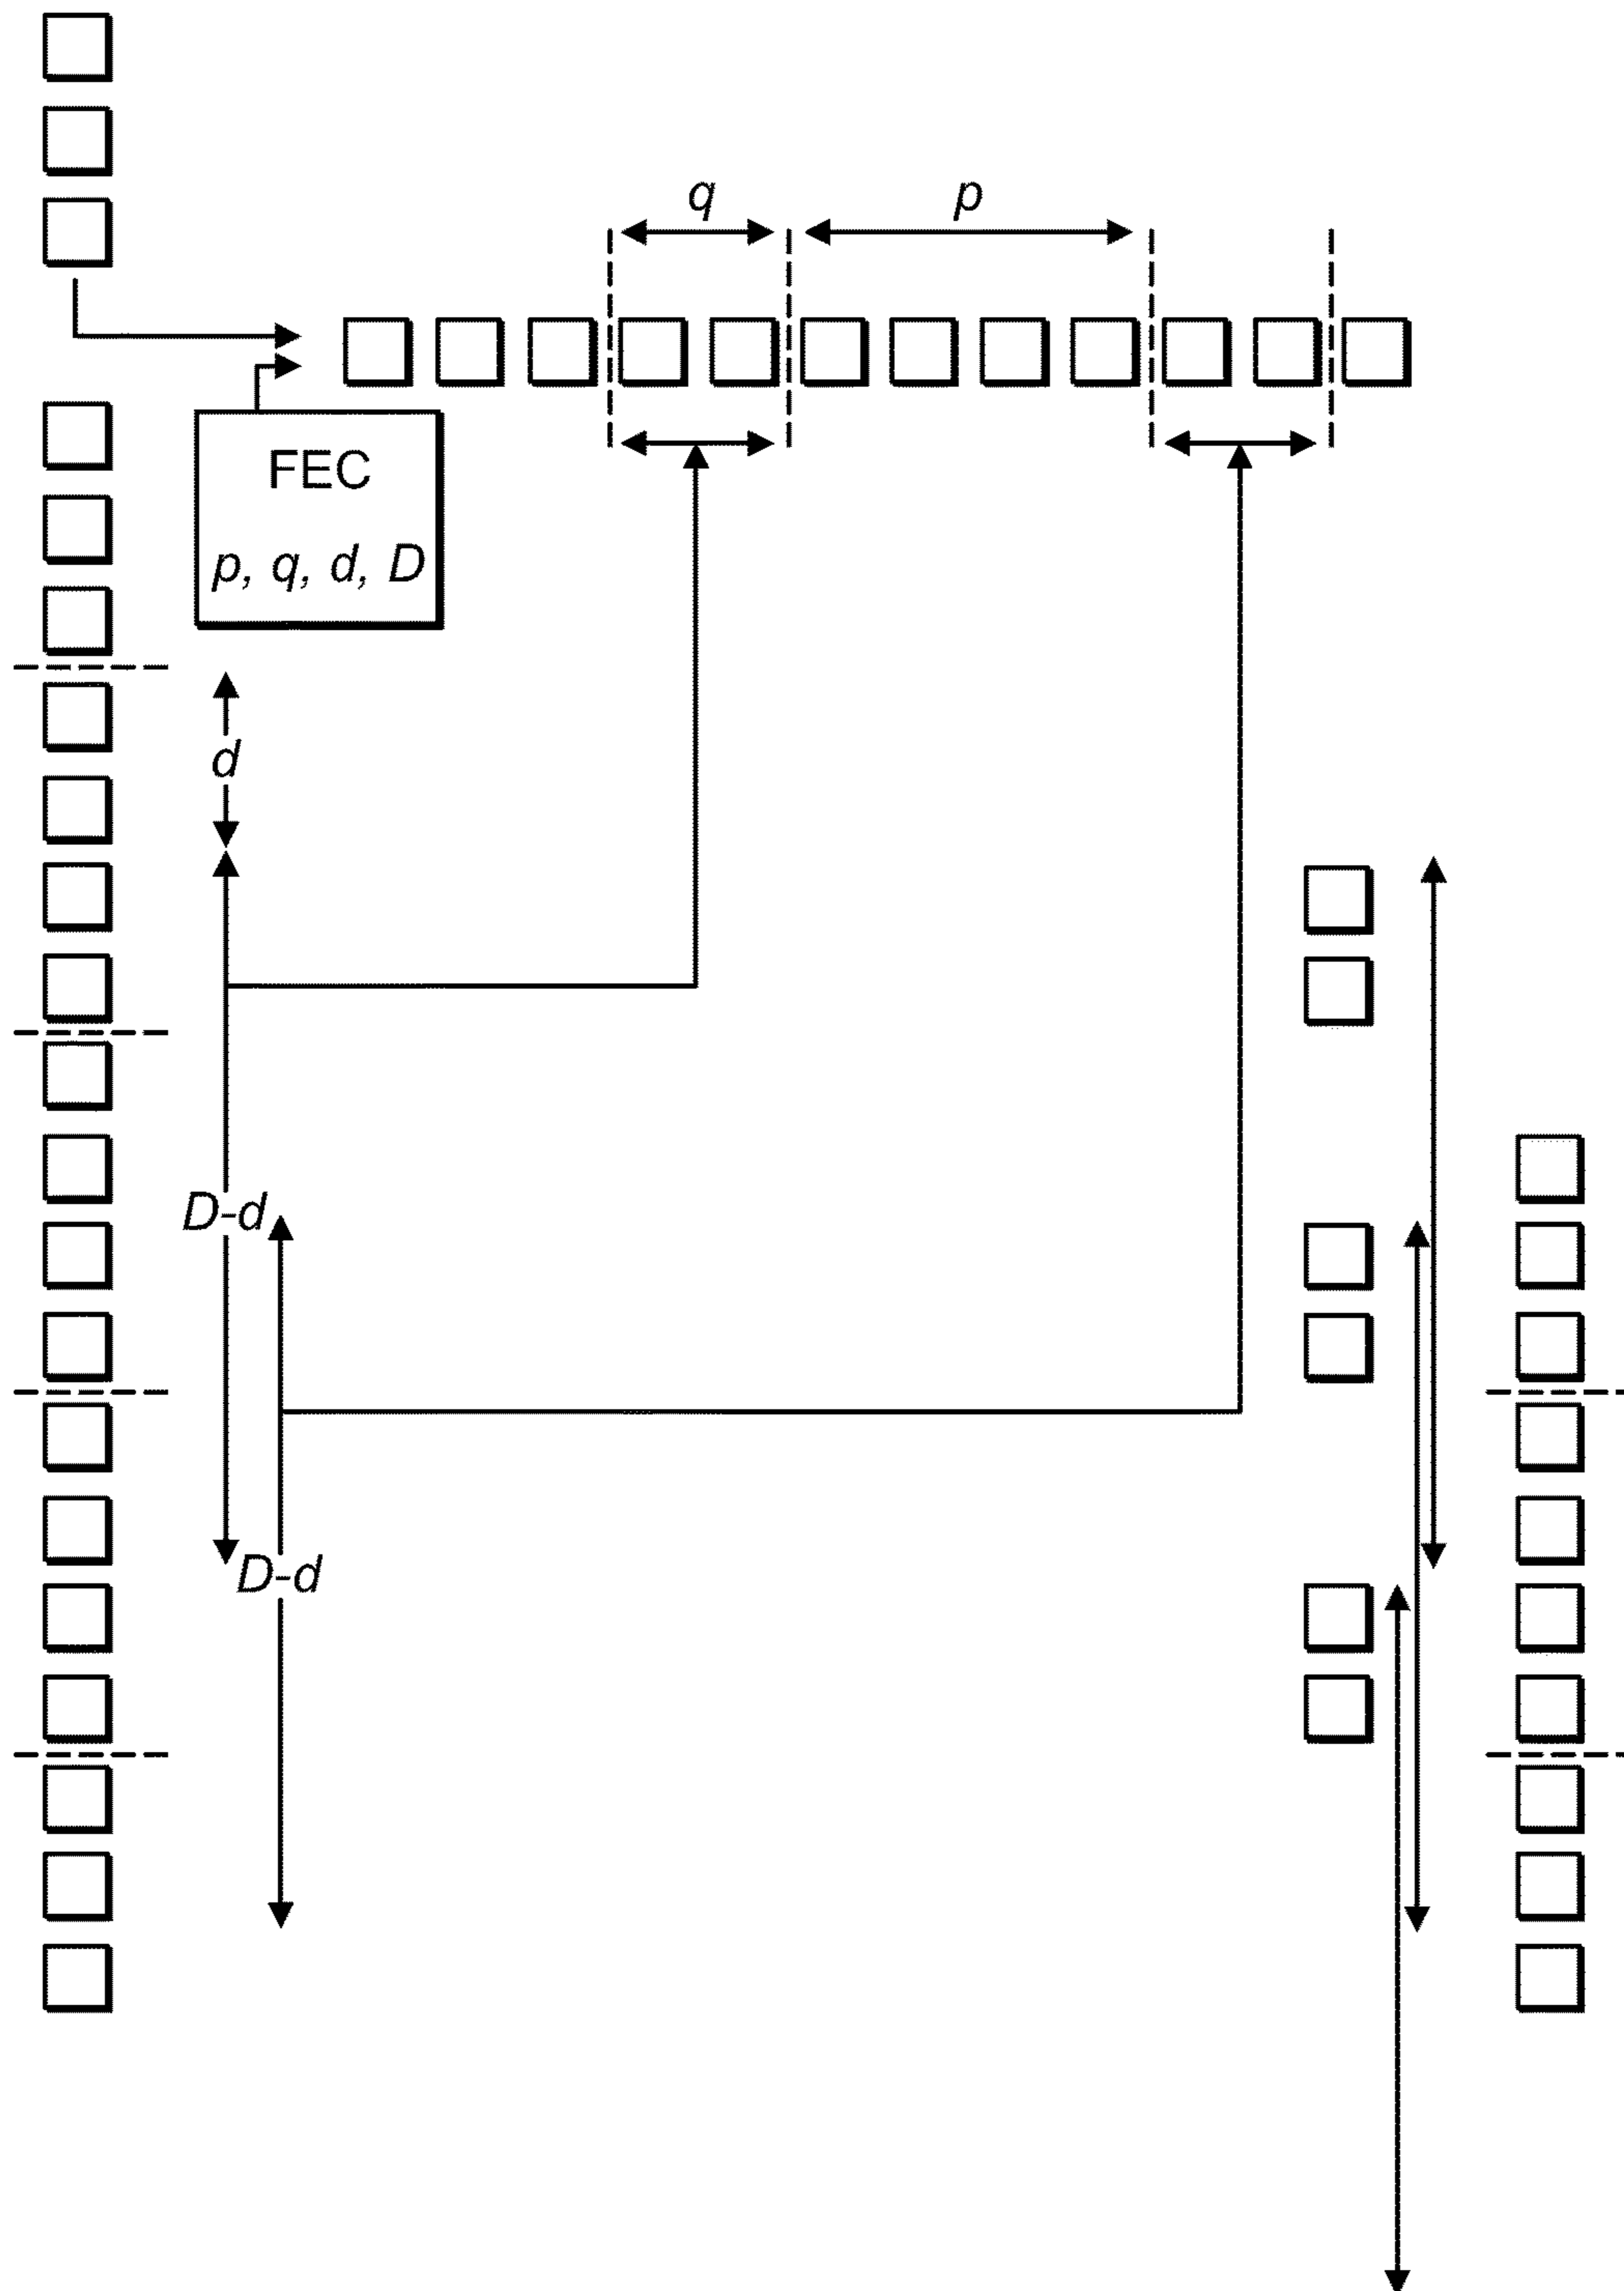 q
p
FEC
p, q, d, D
d
D-d
D-d